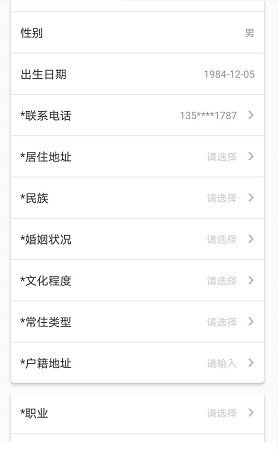 性别 男
出生日期 1984-12-05
*联系电话 135****1787
*居住地址 请选择
*民族 请选择
*婚姻状况 请选择
*文化程度 请选择
*常住类型 请选择
*户籍地址 请输入
*职业 请选择